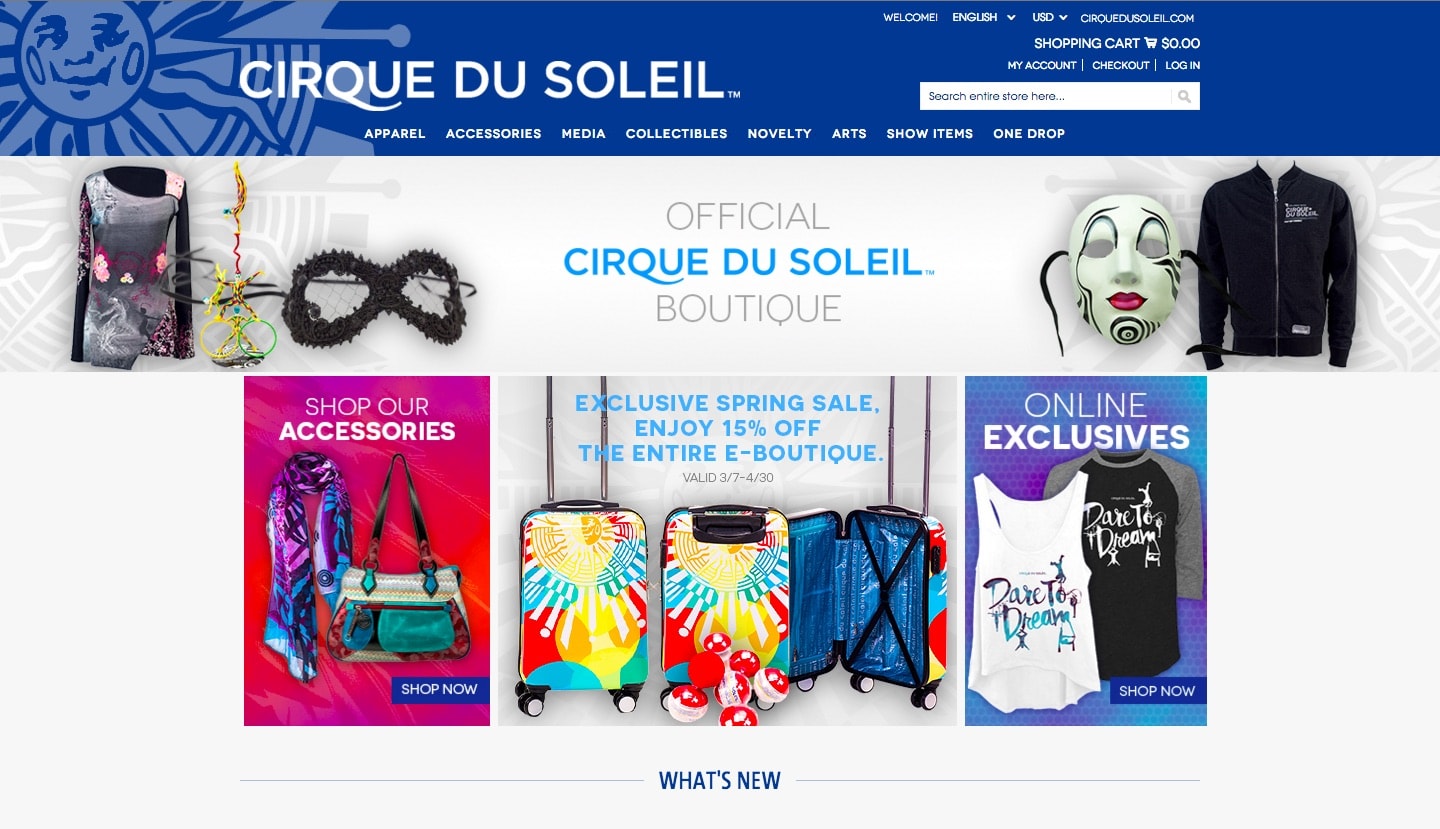 WELCOME! ENGLISH USD CIRQUEDUSOLEIL.COM
SHOPPING CART $0.00
MY ACCOUNT | CHECKOUT | LOG IN
CIRQUE DU SOLEIL™
Search entire store here...
APPAREL ACCESSORIES MEDIA COLLECTIBLES NOVELTY ARTS SHOW ITEMS ONE DROP
OFFICIAL
CIRQUE DU SOLEIL™
BOUTIQUE
CIRQUE
DU SOLEIL
SHOP OUR
ACCESSORIES
SHOP NOW
EXCLUSIVE SPRING SALE,
ENJOY 15% OFF
THE ENTIRE E-BOUTIQUE.
VALID 3/7-4/30
ONLINE
EXCLUSIVES
Dare To
Dream
Dare To
Dream
SHOP NOW
WHAT'S NEW